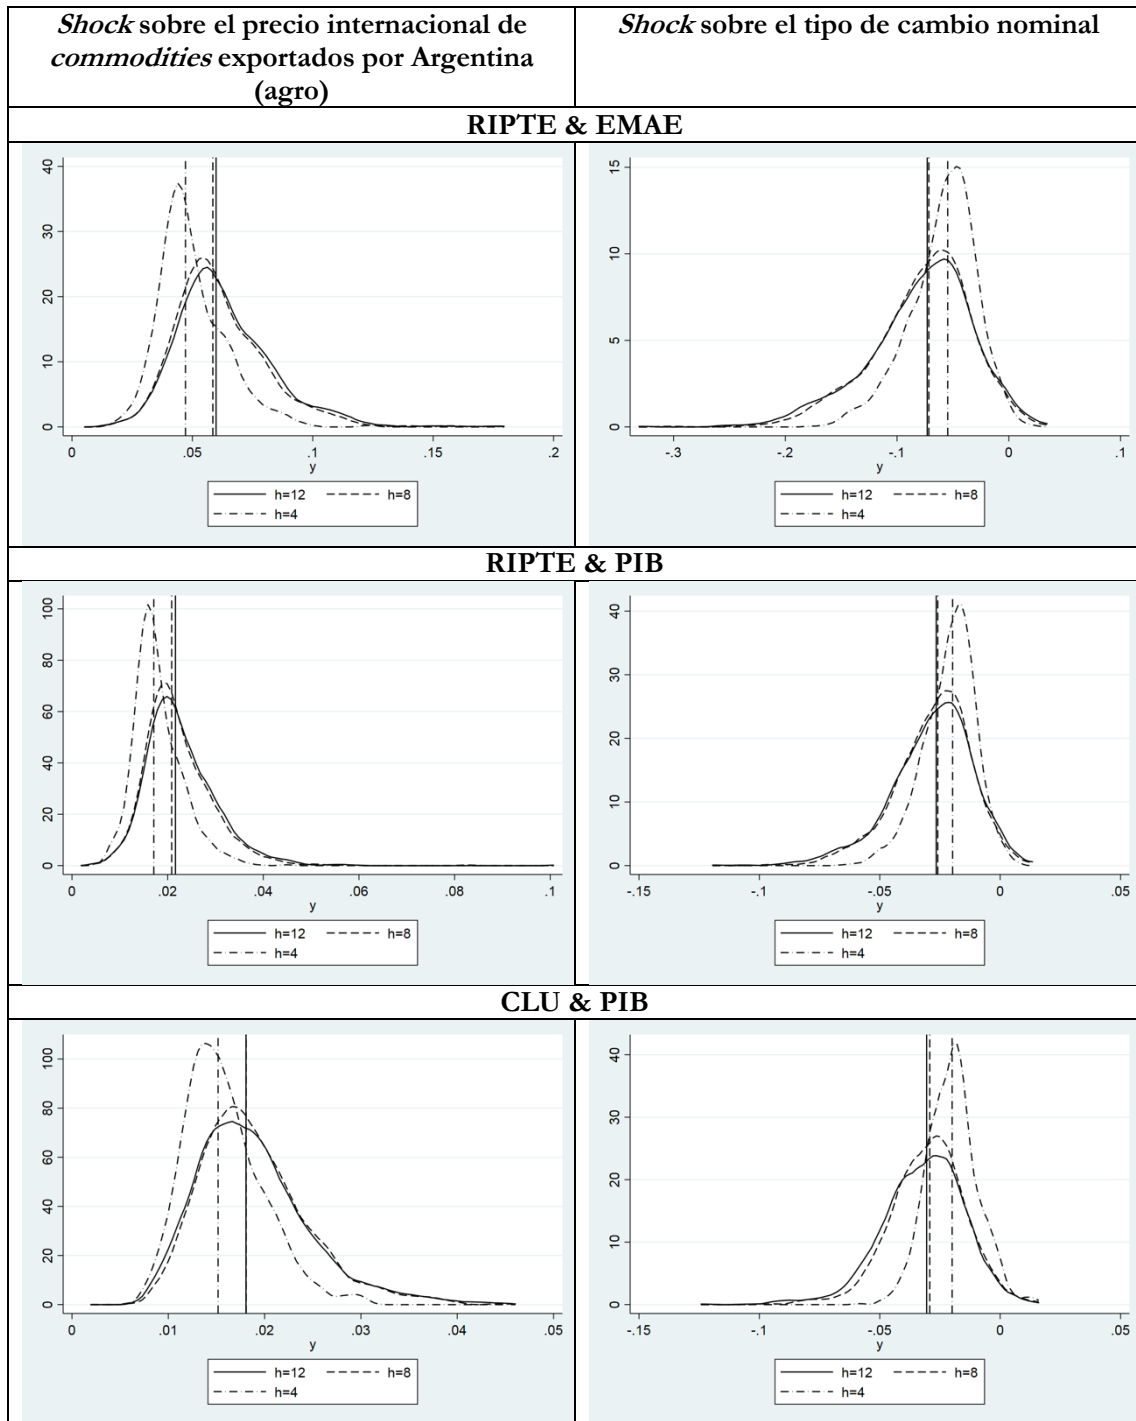 Shock sobre el precio internacional de
commodities exportados por Argentina
(agro)
Shock sobre el tipo de cambio nominal
RIPTE & EMAE
40
30
20
10
0
0 .05 .1 .15 .2
y
h=12 h=8
h=4
15
10
5
0
-.3 -.2 -.1 0 .1
y
h=12 h=8
h=4
RIPTE & PIB
100
80
60
40
20
0
0 .02 .04 .06 .08 .1
y
h=12 h=8
h=4
40
30
20
10
0
-.15 -.1 -.05 0 .05
y
h=12 h=8
h=4
CLU & PIB
100
80
60
40
20
0
0 .01 .02 .03 .04 .05
y
h=12 h=8
h=4
40
30
20
10
0
-.15 -.1 -.05 0 .05
y
h=12 h=8
h=4